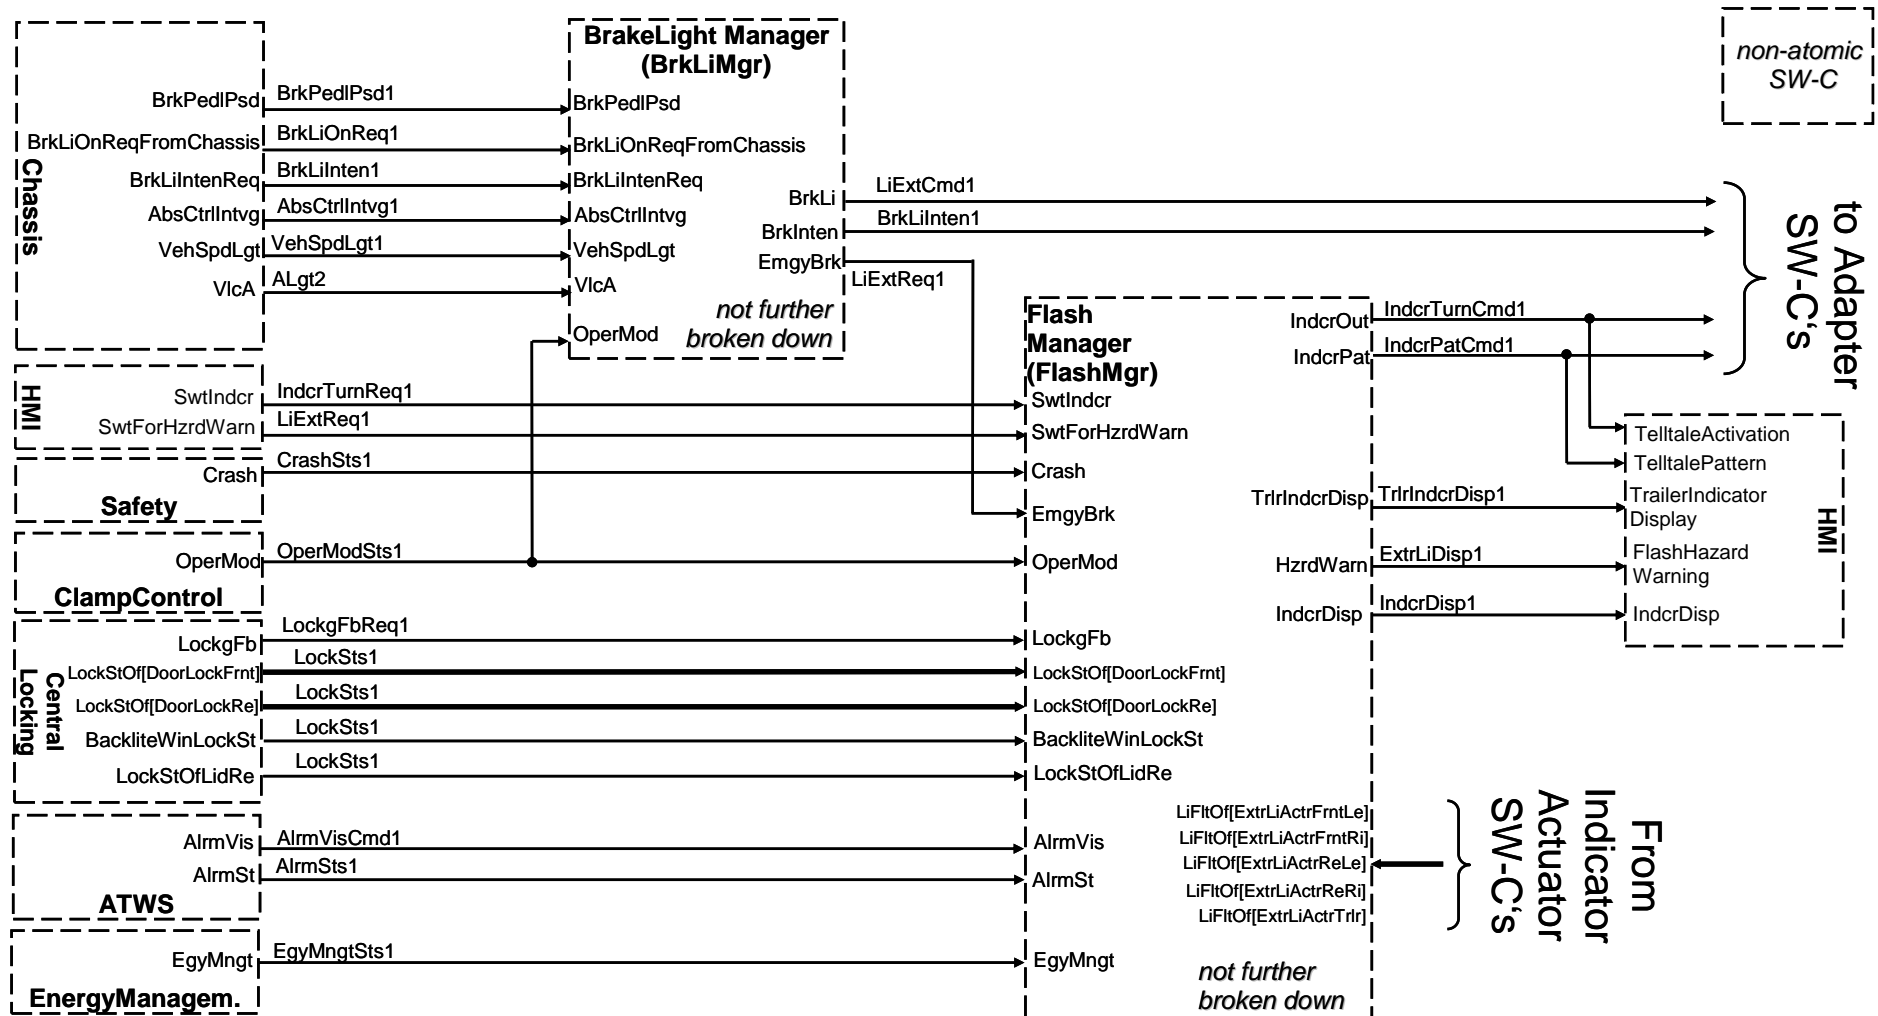 BrakeLight Manager
(BrkLiMgr)
non-atomic
SW-C
Chassis
BrkPedlPsd
BrkLiOnReqFromChassis
BrkLiIntenReq
AbsCtrlIntvg
VehSpdLgt
VlcA
BrkPedlPsd1
BrkLiOnReq1
BrkLiInten1
AbsCtrlIntvg1
VehSpdLgt1
ALgt2
BrkPedlPsd
BrkLiOnReqFromChassis
BrkLiIntenReq
AbsCtrlIntvg
VehSpdLgt
VlcA
OperMod
BrkLi
BrkInten
EmgyBrk
not further
broken down
LiExtCmd1
BrkLiInten1
LiExtReq1
to Adapter
SW-C's
HMI
SwtIndcr
SwtForHzrdWarn
IndcrTurnReq1
LiExtReq1
Crash
Safety
CrashSts1
OperMod
ClampControl
OperModSts1
Central
Locking
LockgFb
LockStOf[DoorLockFrnt]
LockStOf[DoorLockRe]
BackliteWinLockSt
LockStOfLidRe
LockgFbReq1
LockSts1
LockSts1
LockSts1
LockSts1
AlrmVis
AlrmSt
ATWS
AlrmVisCmd1
AlrmSts1
EgyMngt
EnergyManagem.
EgyMngtSts1
Flash
Manager
(FlashMgr)
SwtIndcr
SwtForHzrdWarn
Crash
EmgyBrk
OperMod
LockgFb
LockStOf[DoorLockFrnt]
LockStOf[DoorLockRe]
BackliteWinLockSt
LockStOfLidRe
AlrmVis
AlrmSt
EgyMngt
IndcrOut
IndcrPat
TrlrIndcrDisp
HzrdWarn
IndcrDisp
LiFltOf[ExtrLiActrFrntLe]
LiFltOf[ExtrLiActrFrntRi]
LiFltOf[ExtrLiActrReLe]
LiFltOf[ExtrLiActrReRi]
LiFltOf[ExtrLiActrTrlr]
not further
broken down
IndcrTurnCmd1
IndcrPatCmd1
TrlrIndcrDisp1
ExtrLiDisp1
IndcrDisp1
TelltaleActivation
TelltalePattern
TrailerIndicator
Display
FlashHazard
Warning
IndcrDisp
HMI
From
Indicator
Actuator
SW-C's